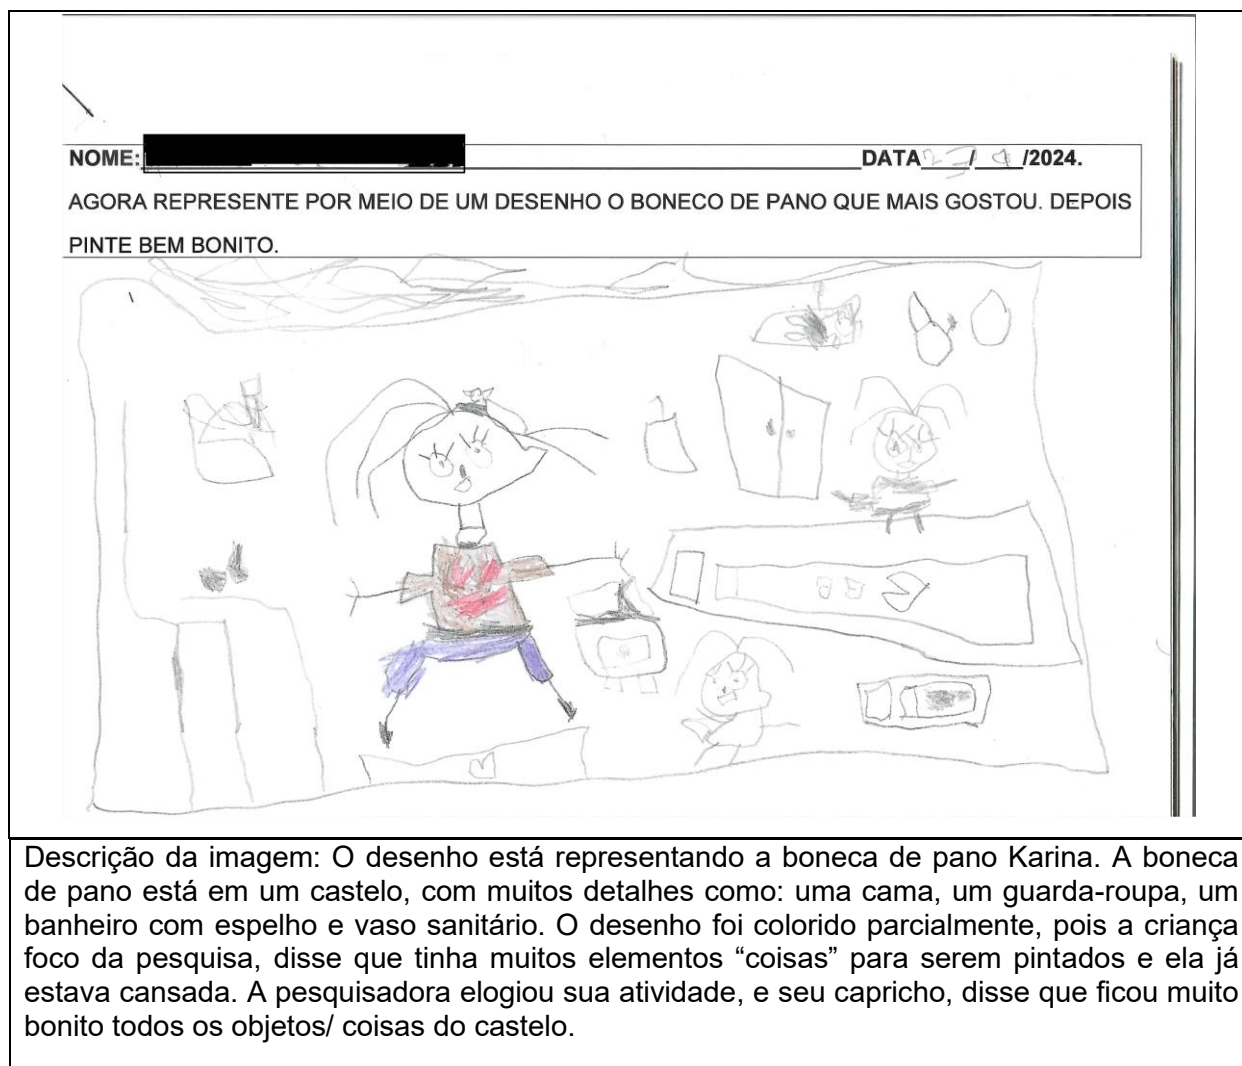 NOME: DATA 23/ 9 /2024.
AGORA REPRESENTE POR MEIO DE UM DESENHO O BONECO DE PANO QUE MAIS GOSTOU. DEPOIS
PINTE BEM BONITO.
Descrição da imagem: O desenho está representando a boneca de pano Karina. A boneca
de pano está em um castelo, com muitos detalhes como: uma cama, um guarda-roupa, um
banheiro com espelho e vaso sanitário. O desenho foi colorido parcialmente, pois a criança
foco da pesquisa, disse que tinha muitos elementos “coisas” para serem pintados e ela já
estava cansada. A pesquisadora elogiou sua atividade, e seu capricho, disse que ficou muito
bonito todos os objetos/ coisas do castelo.